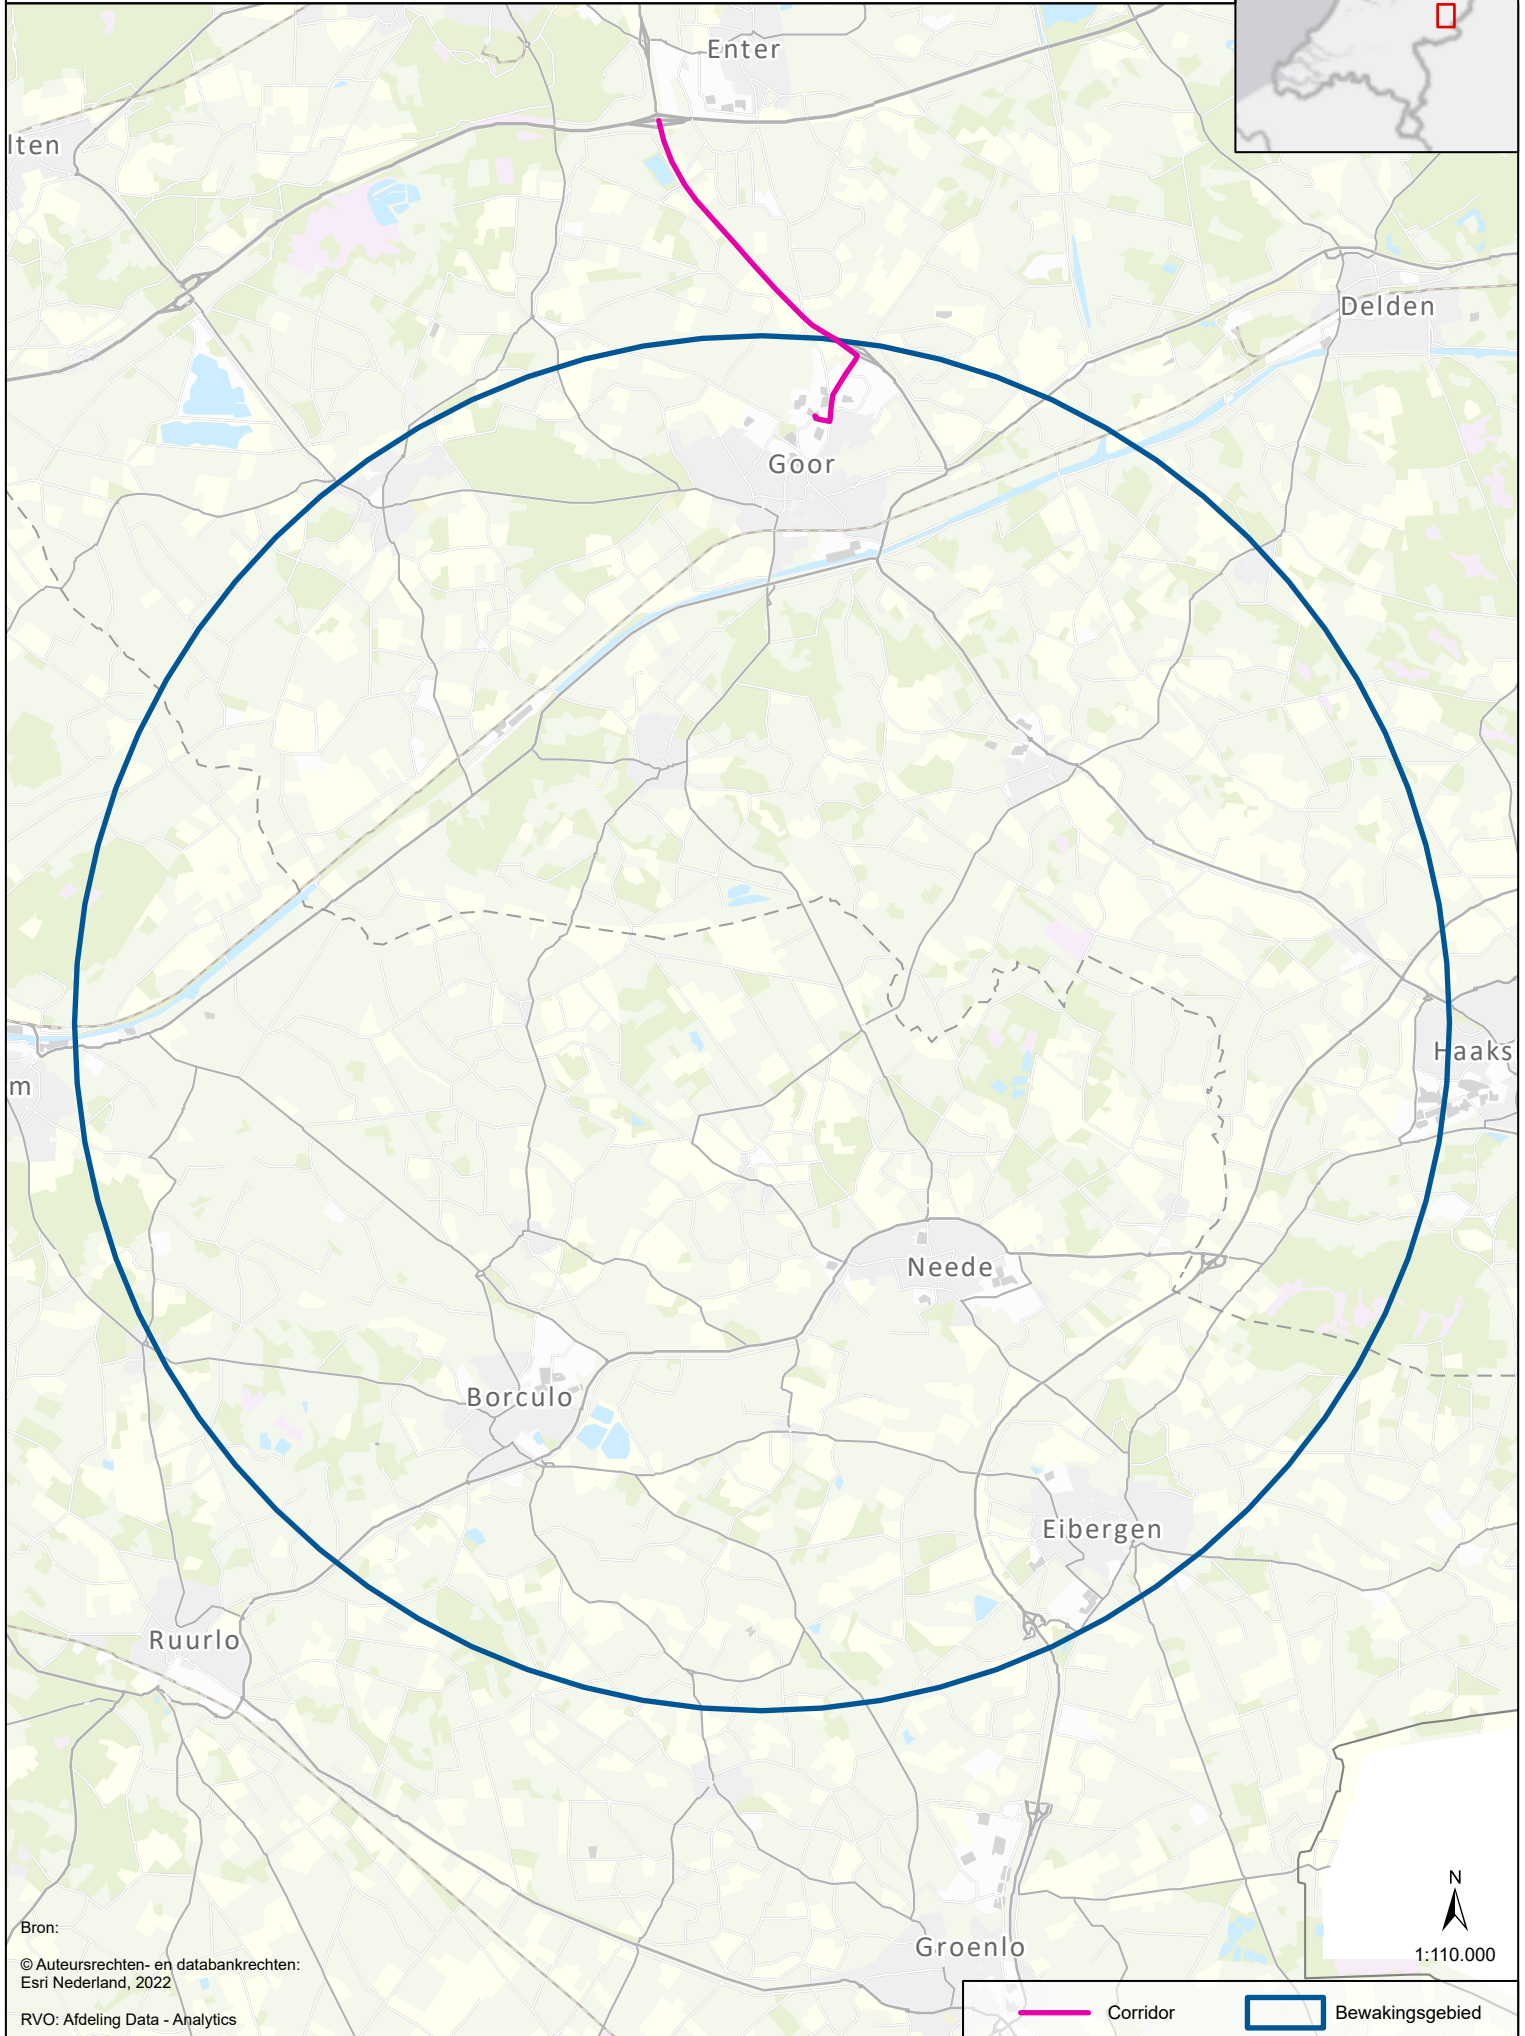 Enter
lten
Delden
Goor
Haaks
m
Neede
Borculo
Eibergen
Ruurlo
Groenlo
N
1:110.000
Bron:
© Auteursrechten- en databankrechten:
Esri Nederland, 2022
RVO: Afdeling Data - Analytics
Corridor
Bewakingsgebied